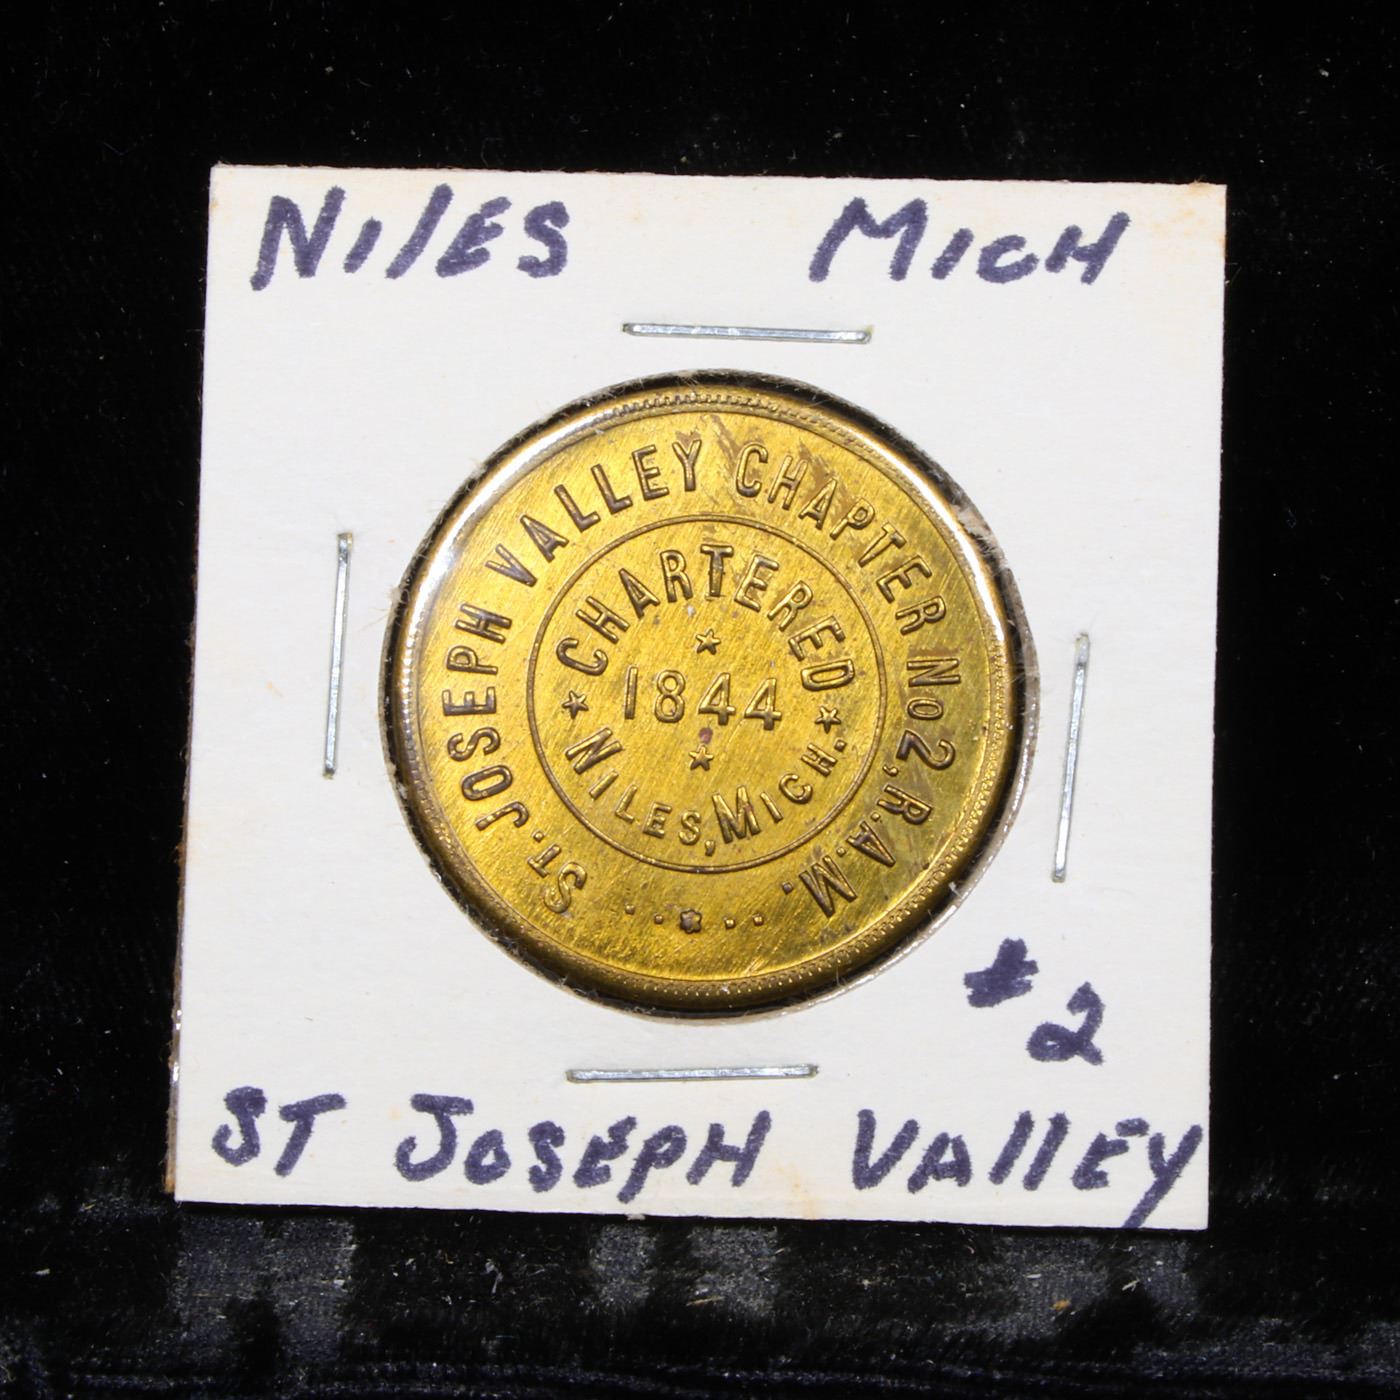 NilES MICH
ST. JOSEPH VALLEY CHAPTER No 2, R.A.M.
CHARTERED
1844
NILES, MICH.
#2
ST JOSEPH VAllEY